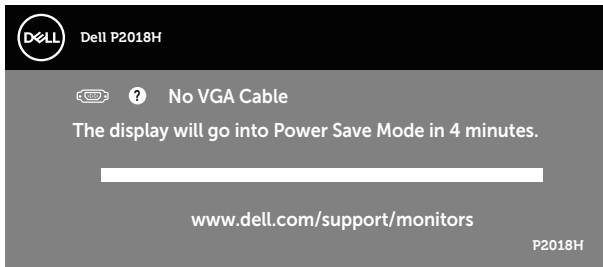 DELL Dell P2018H
? No VGA Cable
The display will go into Power Save Mode in 4 minutes.
www.dell.com/support/monitors
P2018H